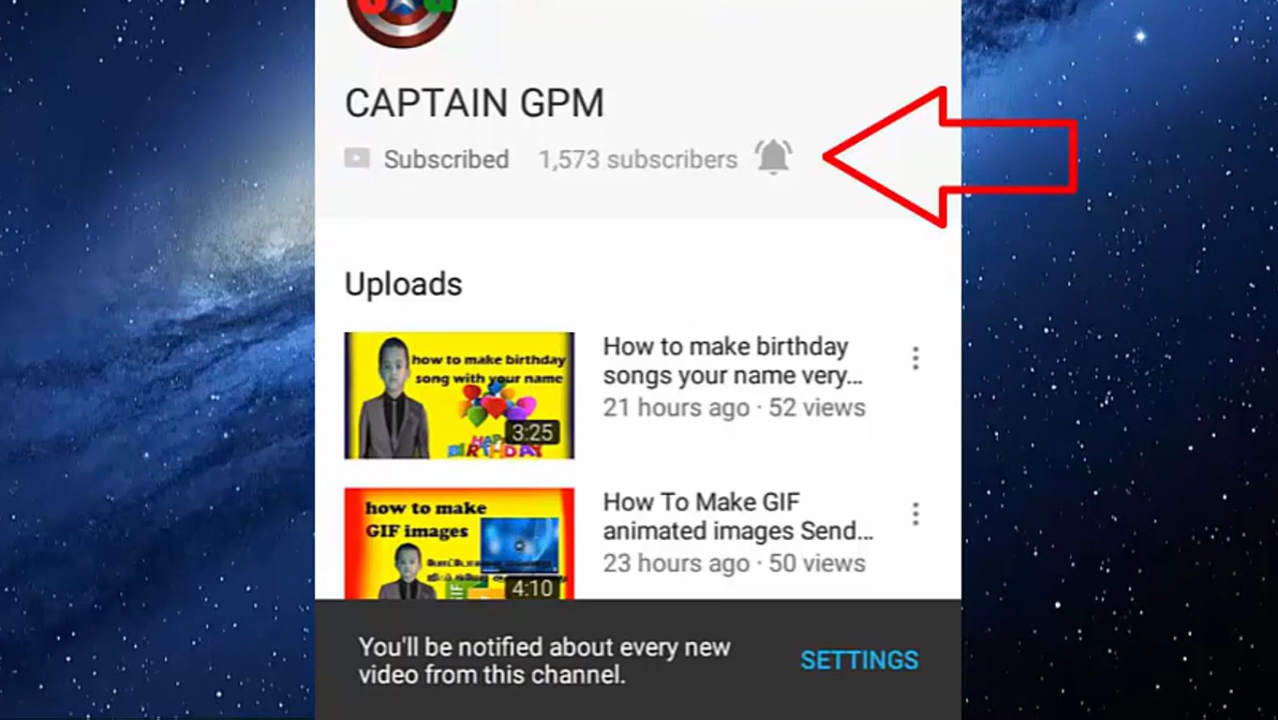 CAPTAIN GPM
Subscribed 1,573 subscribers
Uploads
how to make birthday
song with your name
HAPPY
BIRTHDAY
3:25
How to make birthday
songs your name very...
21 hours ago · 52 views
how to make
GIF images
GIF
4:10
How To Make GIF
animated images Send...
23 hours ago · 50 views
You'll be notified about every new
video from this channel.
SETTINGS